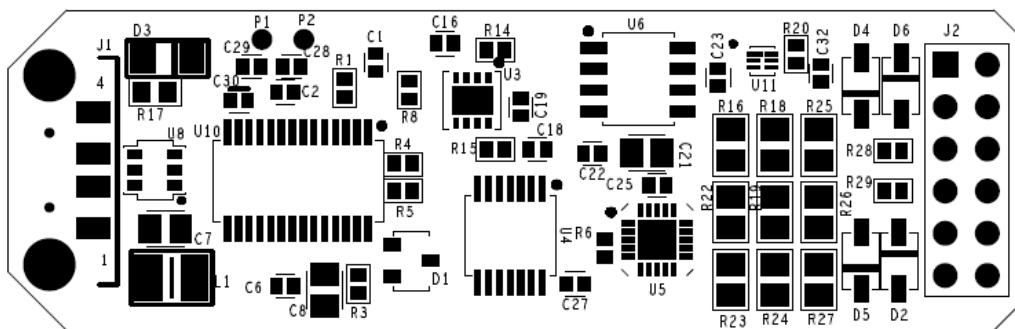 P1 P2
J1 D3
C16 R14 U6 R20 D4 D6 J2
C1
C29 C28 R1 C23 C32
U3 U11
4
C30 C2
R17 R8 C19 R16 R18 R25
U8 U10
R15 C18 R28
R4 C21
C22
C25 R29
R5 R22 R19 R26
C7 R6 U4
1 L1 C6 D1 U5
C27
C8 R3 R23 R24 R27 D5 D2